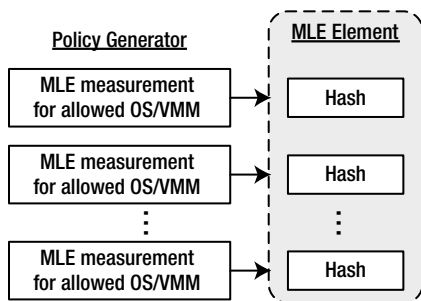 Policy Generator
MLE Element
MLE measurement
for allowed OS/VMM
Hash
MLE measurement
for allowed OS/VMM
Hash
MLE measurement
for allowed OS/VMM
Hash